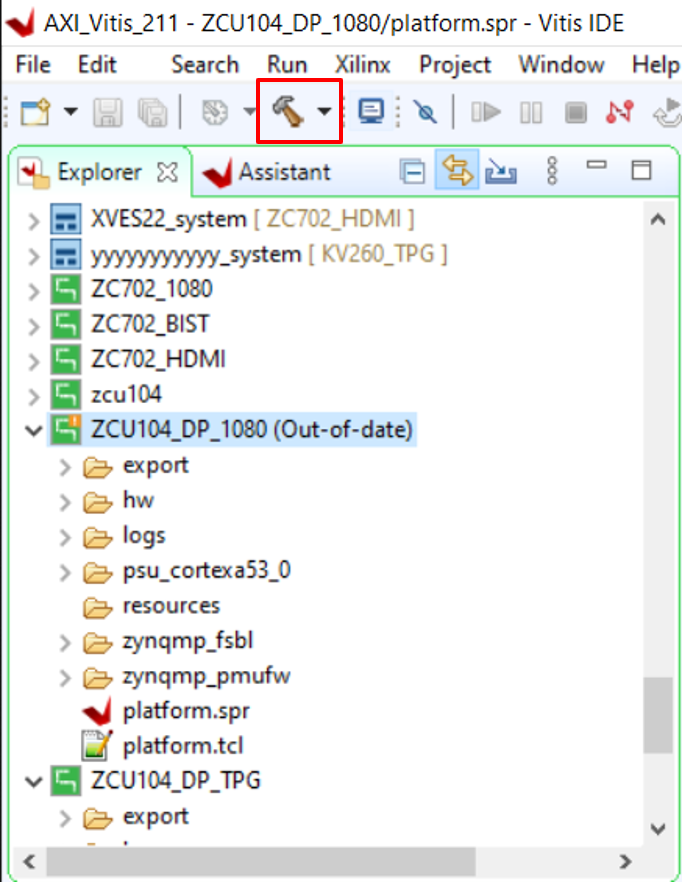 AXI_Vitis_211 - ZCU104_DP_1080/platform.spr - Vitis IDE
File Edit Search Run Xilinx Project Window Help
Explorer Assistant
XVES22_system [ ZC702_HDMI ]
yyyyyyyyyyy_system [ KV260_TPG ]
ZC702_1080
ZC702_BIST
ZC702_HDMI
zcu104
ZCU104_DP_1080 (Out-of-date)
export
hw
logs
psu_cortexa53_0
resources
zynqmp_fsbl
zynqmp_pmufw
platform.spr
platform.tcl
ZCU104_DP_TPG
export